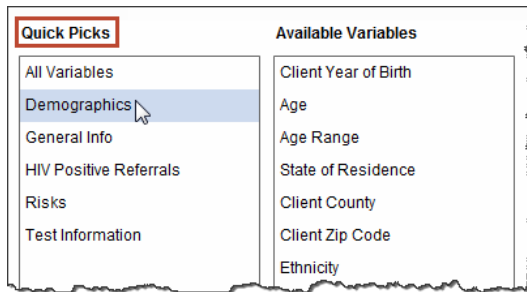 Quick Picks
All Variables
Demographics
General Info
HIV Positive Referrals
Risks
Test Information
Available Variables
Client Year of Birth
Age
Age Range
State of Residence
Client County
Client Zip Code
Ethnicity